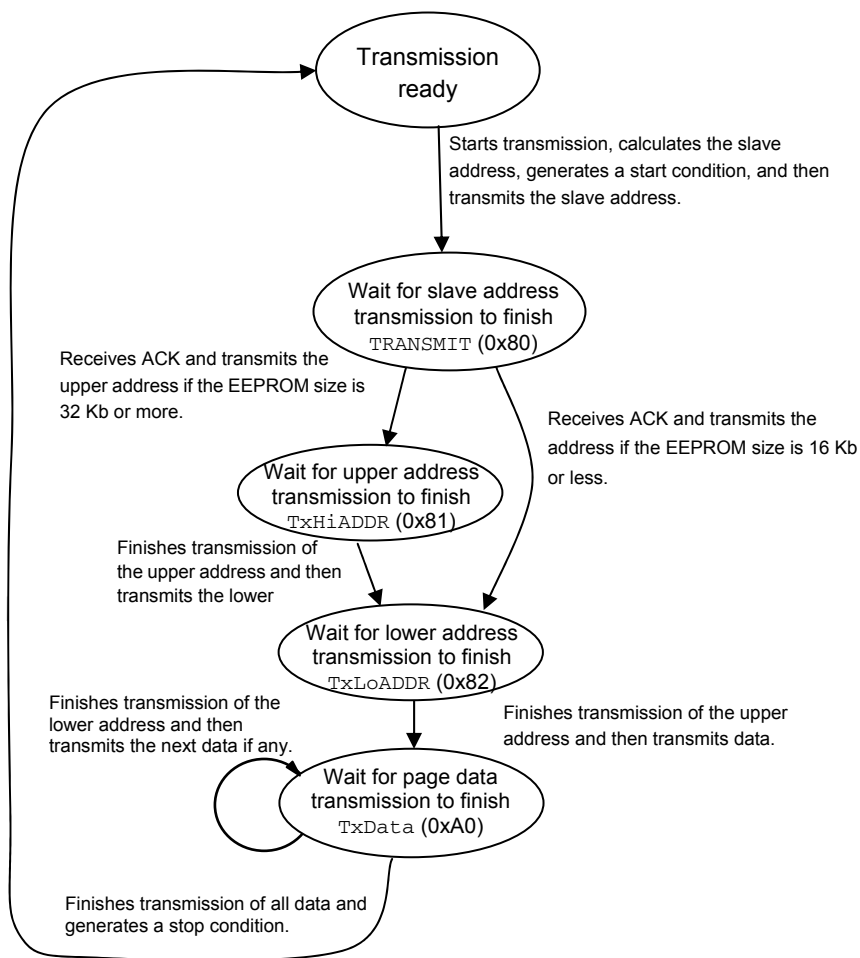 Transmission
ready
Starts transmission, calculates the slave
address, generates a start condition, and then
transmits the slave address.
Wait for slave address
transmission to finish
TRANSMIT (0x80)
Receives ACK and transmits the
upper address if the EEPROM size is
32 Kb or more.
Receives ACK and transmits the
address if the EEPROM size is 16 Kb
or less.
Wait for upper address
transmission to finish
TxHiADDR (0x81)
Finishes transmission of
the upper address and then
transmits the lower
Wait for lower address
transmission to finish
TxLoADDR (0x82)
Finishes transmission of the
lower address and then
transmits the next data if any.
Finishes transmission of the upper
address and then transmits data.
Wait for page data
transmission to finish
TxData (0xA0)
Finishes transmission of all data and
generates a stop condition.